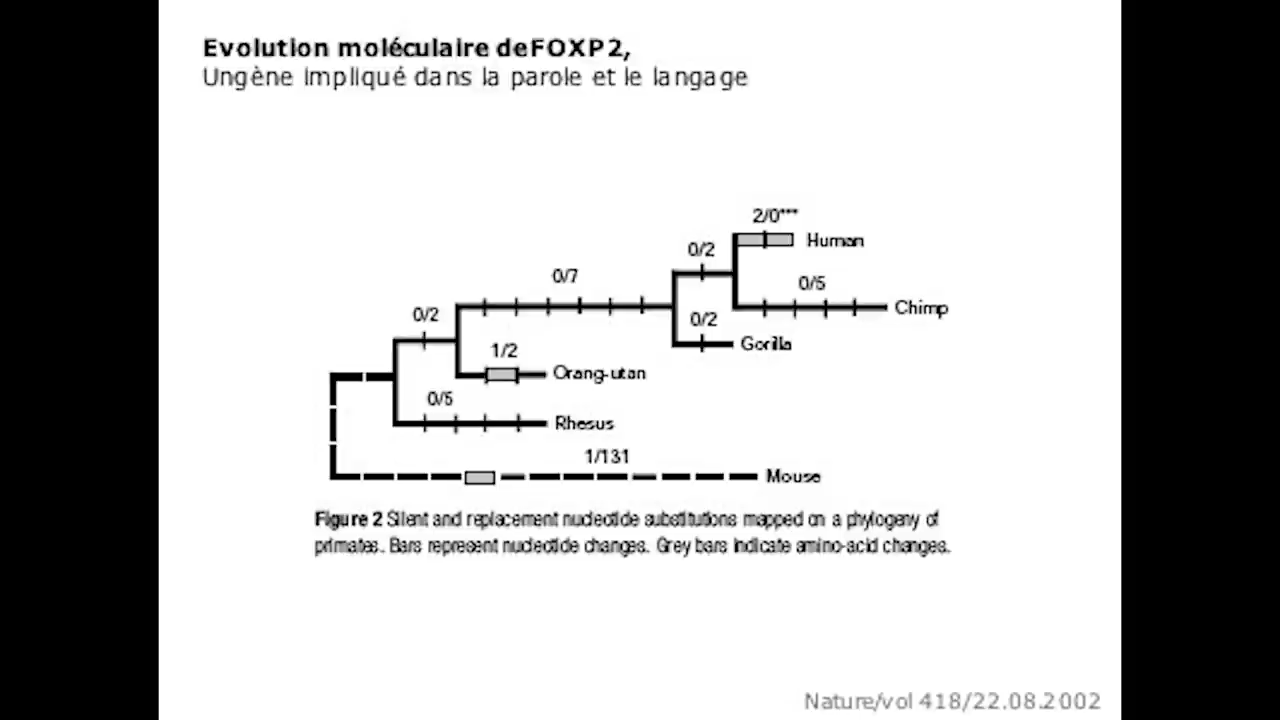 Evolution moléculaire deFOXP2,
Ungène impliqué dans la parole et le langage
2/0***
Human
0/2
0/5
Chimp
0/7
0/2
Gorilla
0/2
1/2
Orang-utan
0/5
Rhesus
1/131
Mouse
Figure 2 Silent and replacement nucleotide substitutions mapped on a phylogeny of
primates. Bars represent nucleotide changes. Grey bars indicate amino-acid changes.
Nature/vol 418/22.08.2002